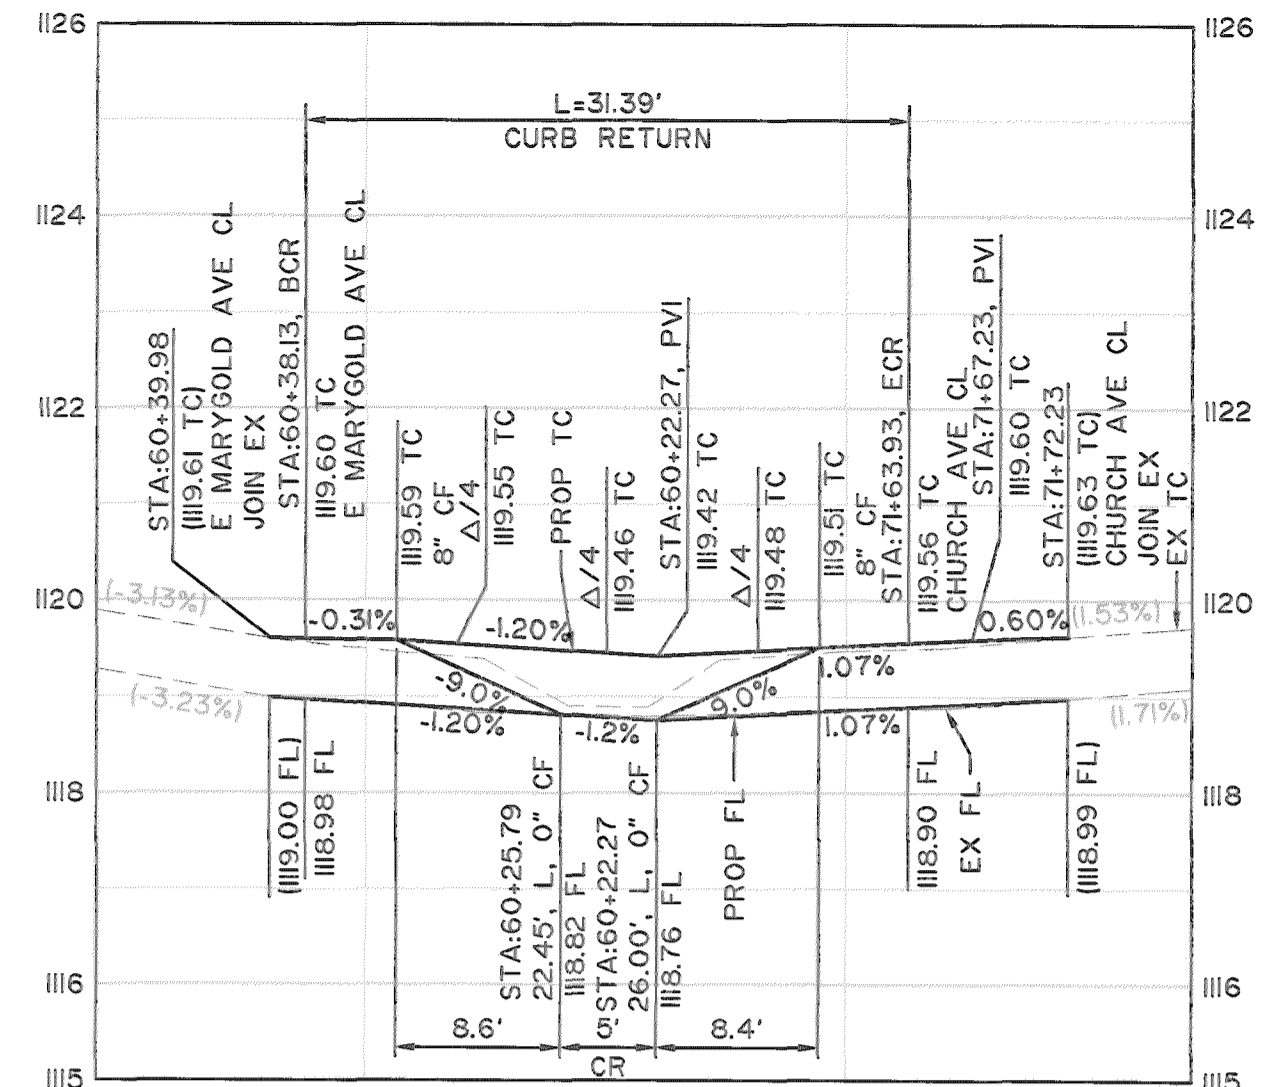 1126
1126
L=31.39'
CURB RETURN
1124
1124
STA:60+39.98
(1119.61 TC)
E MARYGOLD AVE CL
JOIN EX
STA:60+38.13, BCR
1119.60 TC
E MARYGOLD AVE CL
1119.59 TC
8" CF
Δ/4
1119.55 TC
PROP TC
Δ/4
1119.46 TC
STA:60+22.27, PVI
1119.42 TC
Δ/4
1119.48 TC
1119.51 TC
8" CF
STA:71+63.93, ECR
1119.56 TC
CHURCH AVE CL
STA:71+67.23, PVI
1119.60 TC
STA:71+72.23
(1119.63 TC)
CHURCH AVE CL
JOIN EX
EX TC
1122
1122
1120
1120
(-3.13%)
-0.31%
-1.20%
0.60%
(1.53%)
-9.0%
9.0%
1.07%
(-3.23%)
-1.20%
-1.2%
1.07%
(1.71%)
1118
1118
(1119.00 FL)
1118.98 FL
STA:60+25.79
22.45', L, 0" CF
1118.82 FL
STA:60+22.27
26.00', L, 0" CF
1118.76 FL
PROP FL
1118.90 FL
EX FL
(1118.99 FL)
1116
1116
8.6'
5'
8.4'
CR
1115
1115